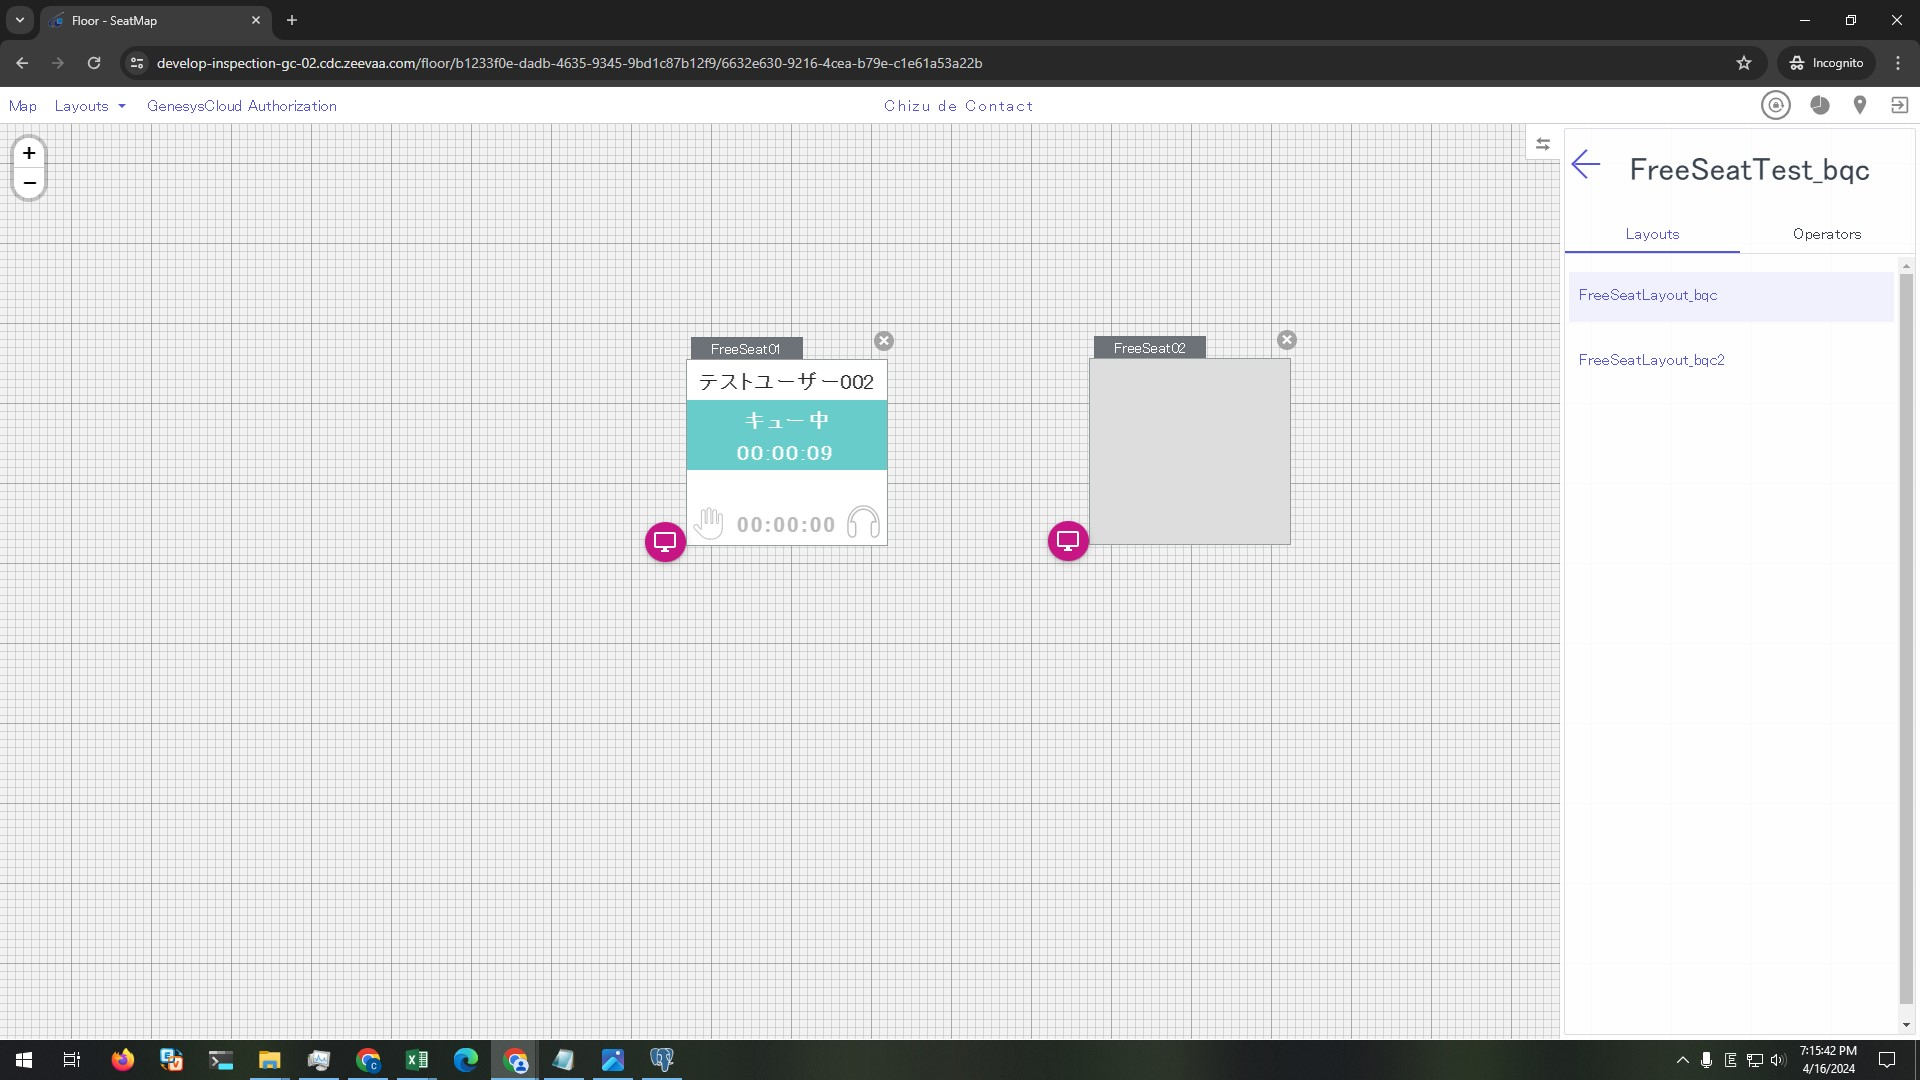 Floor - SeatMap
develop-inspection-gc-02.cdc.zeevaa.com/floor/b1233f0e-dadb-4635-9345-9bd1c87b12f9/6632e630-9216-4cea-b79e-c1e61a53a22b
Incognito
Map Layouts GenesysCloud Authorization
Chizu de Contact
FreeSeatTest_bqc
Layouts
Operators
FreeSeatLayout_bqc
FreeSeatLayout_bqc2
FreeSeat01
テストユーザー002
キュー中
00:00:09
00:00:00
FreeSeat02
7:15:42 PM
4/16/2024